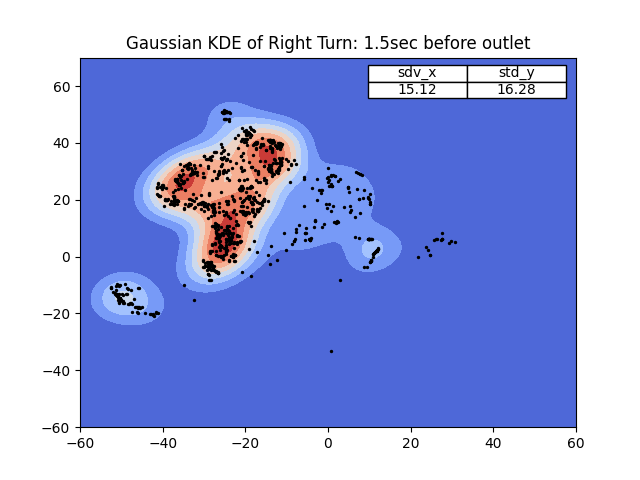 Gaussian KDE of Right Turn: 1.5sec before outlet
sdv_x std_y
15.12 16.28
60
40
20
0
−20
−40
−60
−60 −40 −20 0 20 40 60